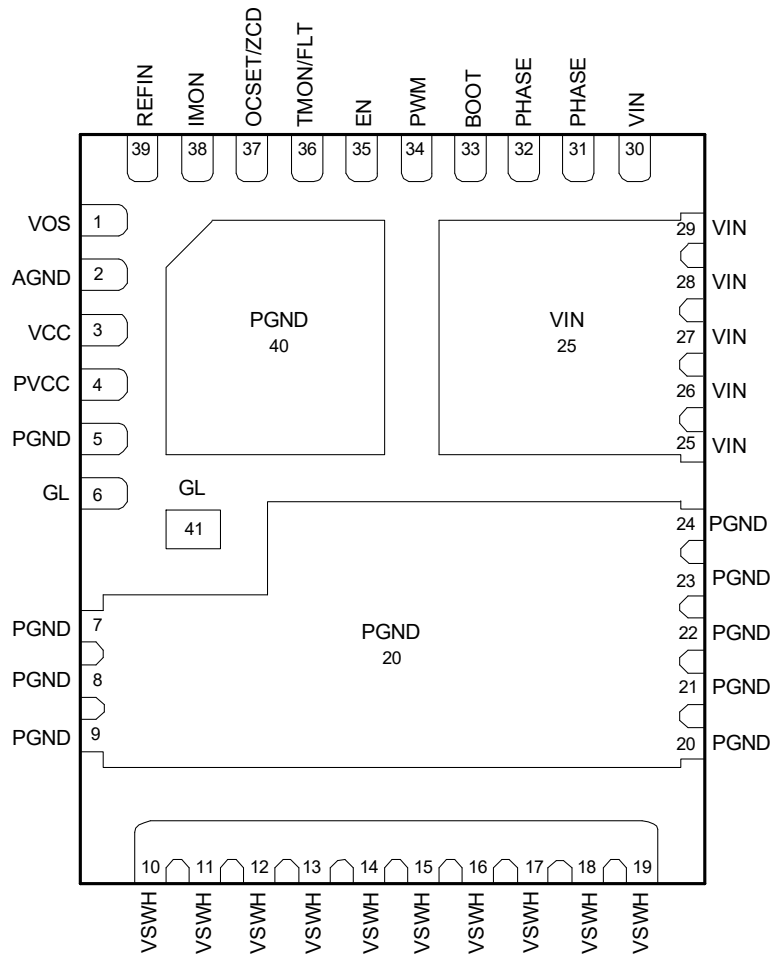 REFIN
IMON
OCSET/ZCD
TMON/FLT
EN
PWM
BOOT
PHASE
PHASE
VIN
39
38
37
36
35
34
33
32
31
30
VOS 1
AGND 2
VCC 3
PVCC 4
PGND 5
GL 6
PGND
40
VIN
25
29 VIN
28 VIN
27 VIN
26 VIN
25 VIN
GL
41
24 PGND
23 PGND
22 PGND
21 PGND
20 PGND
PGND
20
PGND 7
PGND 8
PGND 9
10
11
12
13
14
15
16
17
18
19
VSWH
VSWH
VSWH
VSWH
VSWH
VSWH
VSWH
VSWH
VSWH
VSWH